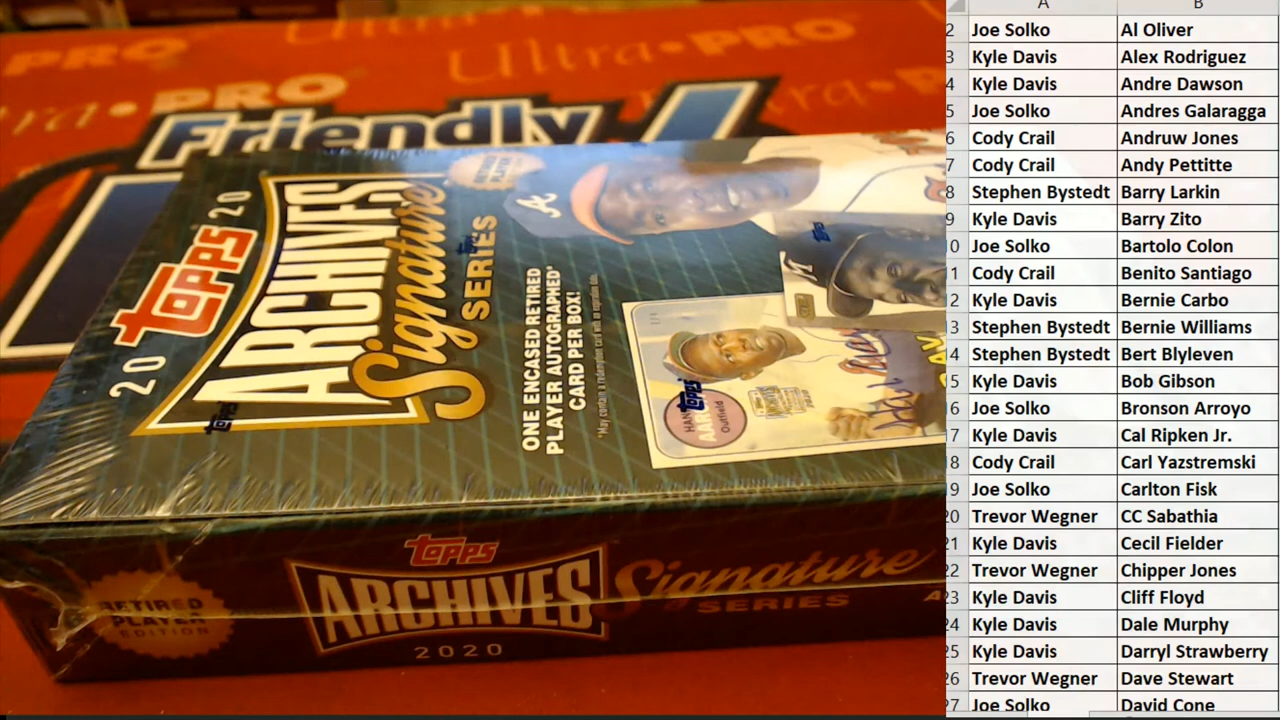 PRO
Ultra•PRO
Ultra•PRO
Friendly
2020
Topps
ARCHIVES
Signature
SERIES
ONE ENCASED RETIRED
PLAYER AUTOGRAPHED*
CARD PER BOX!
HANK
AARON
Outfield
Topps
ARCHIVES
Signature
SERIES
2020
RETIRED
PLAYER
EDITION
A B
2 Joe Solko Al Oliver
3 Kyle Davis Alex Rodriguez
4 Kyle Davis Andre Dawson
5 Joe Solko Andres Galaragga
6 Cody Crail Andruw Jones
7 Cody Crail Andy Pettitte
8 Stephen Bystedt Barry Larkin
9 Kyle Davis Barry Zito
10 Joe Solko Bartolo Colon
11 Cody Crail Benito Santiago
12 Kyle Davis Bernie Carbo
13 Stephen Bystedt Bernie Williams
14 Stephen Bystedt Bert Blyleven
15 Kyle Davis Bob Gibson
16 Joe Solko Bronson Arroyo
17 Kyle Davis Cal Ripken Jr.
18 Cody Crail Carl Yazstremski
19 Joe Solko Carlton Fisk
20 Trevor Wegner CC Sabathia
21 Kyle Davis Cecil Fielder
22 Trevor Wegner Chipper Jones
23 Kyle Davis Cliff Floyd
24 Kyle Davis Dale Murphy
25 Kyle Davis Darryl Strawberry
26 Trevor Wegner Dave Stewart
27 Joe Solko David Cone